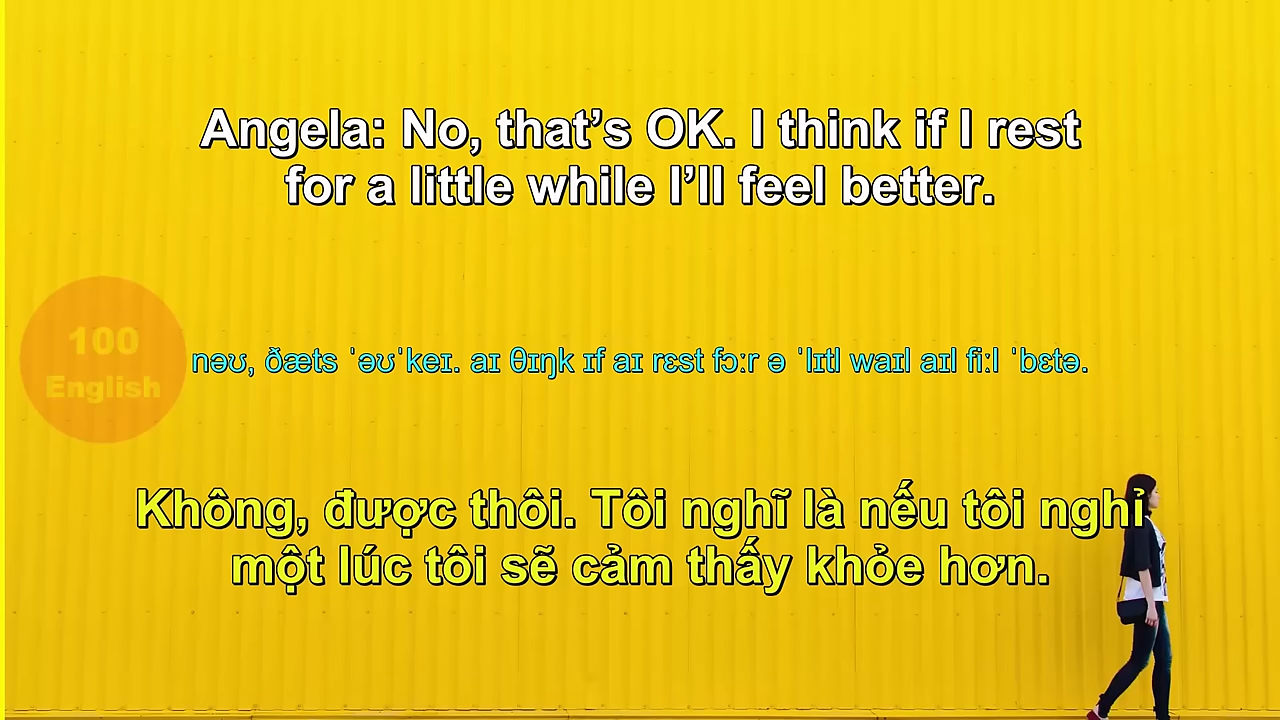 Angela: No, that’s OK. I think if I rest
for a little while I’ll feel better.
100
English
nəʊ, ðæts ˈəʊˈkeɪ. aɪ θɪŋk ɪf aɪ rɛst fɔːr ə ˈlɪtl waɪl aɪl fiːl ˈbɛtə.
Không, được thôi. Tôi nghĩ là nếu tôi nghỉ
một lúc tôi sẽ cảm thấy khỏe hơn.